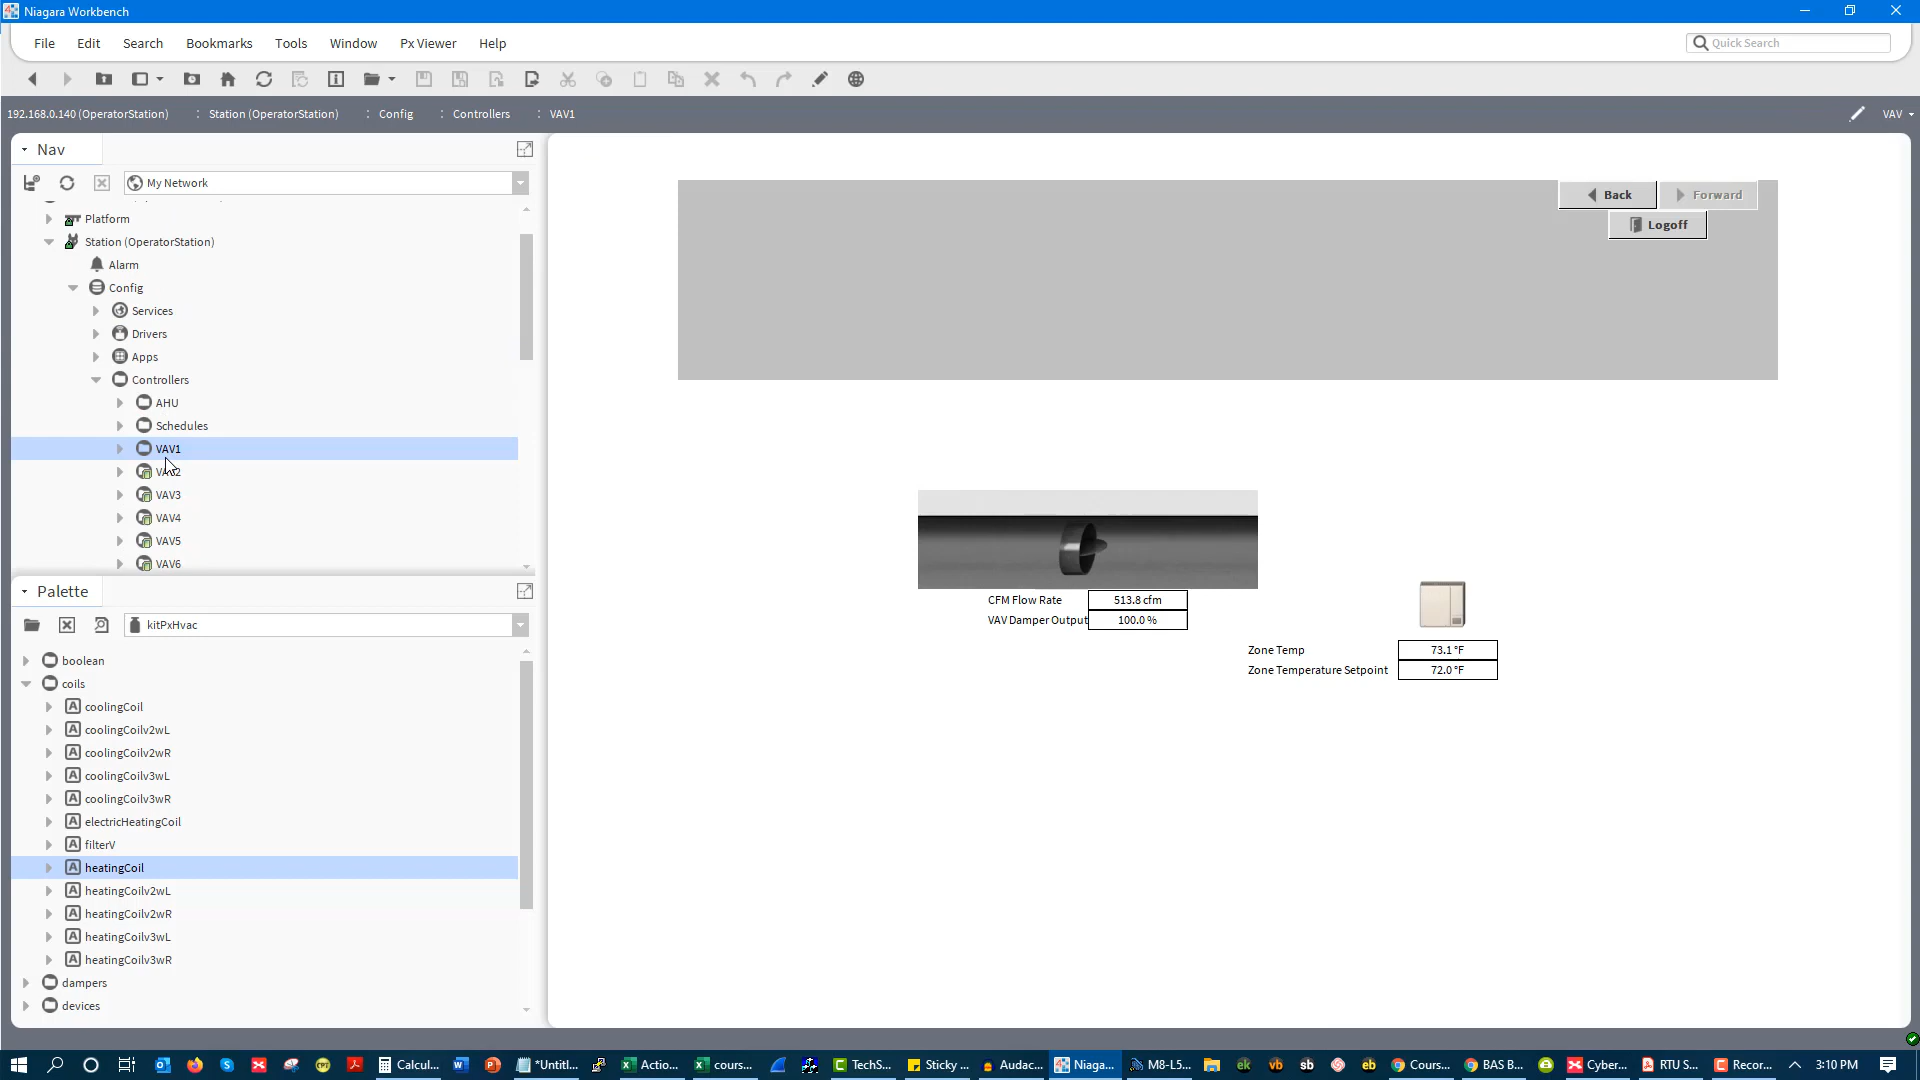 Niagara Workbench
File Edit Search Bookmarks Tools Window Px Viewer Help
Quick Search
192.168.0.140 (OperatorStation) : Station (OperatorStation) : Config : Controllers : VAV1
VAV
Nav
My Network
Platform
Station (OperatorStation)
Alarm
Config
Services
Drivers
Apps
Controllers
AHU
Schedules
VAV1
VAV2
VAV3
VAV4
VAV5
VAV6
Palette
kitPxHvac
boolean
coils
coolingCoil
coolingCoilv2wL
coolingCoilv2wR
coolingCoilv3wL
coolingCoilv3wR
electricHeatingCoil
filterV
heatingCoil
heatingCoilv2wL
heatingCoilv2wR
heatingCoilv3wL
heatingCoilv3wR
dampers
devices
Back Forward
Logoff
CFM Flow Rate 513.8 cfm
VAV Damper Output 100.0 %
Zone Temp 73.1 °F
Zone Temperature Setpoint 72.0 °F
Calcul... *Untitl... Actio... cours... TechS... Sticky ... Audac... Niaga... M8-L5... ek vb sb eb Cours... BAS B... Cyber... RTU S... Recor... 3:10 PM